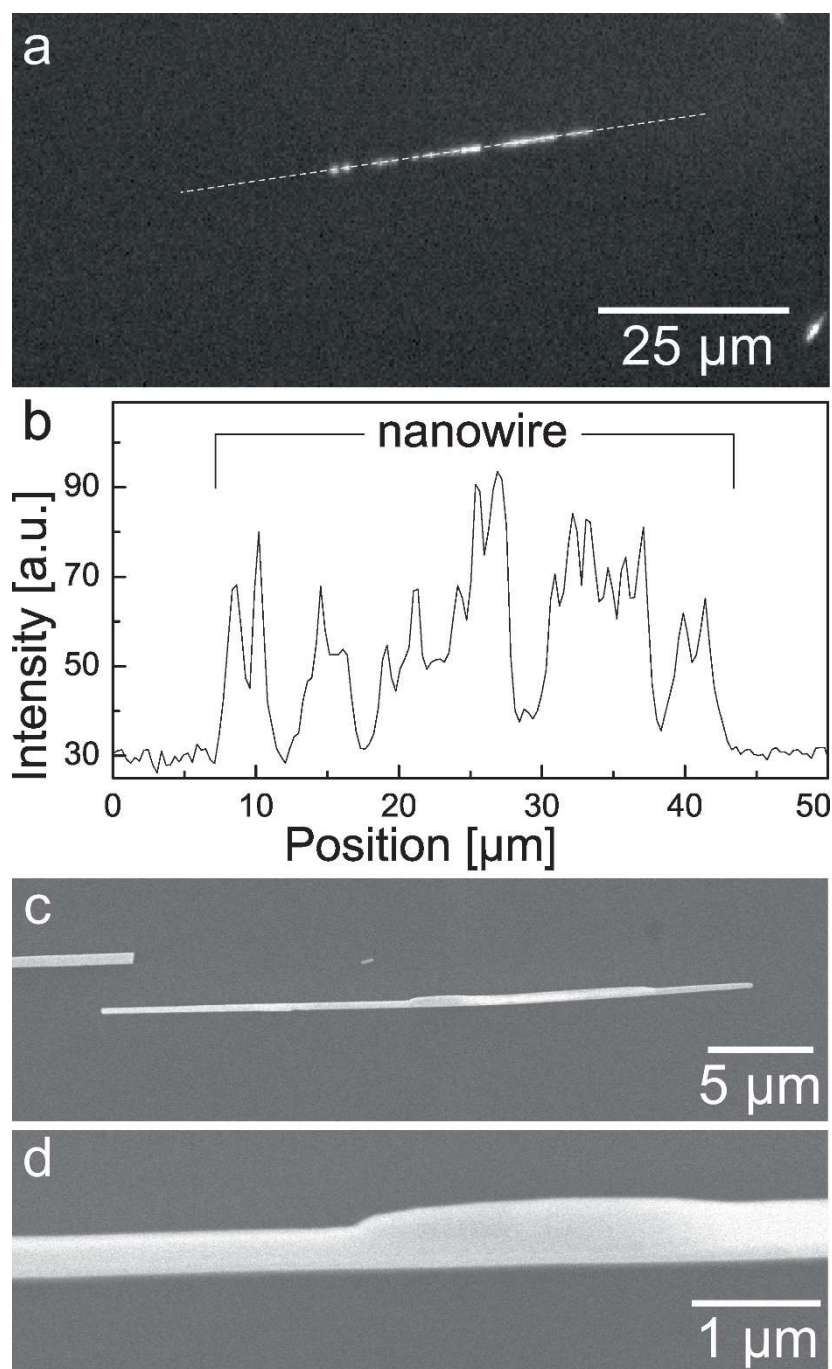 a
25 μm
b
nanowire
Intensity [a.u.]
90
70
50
30
0 10 20 30 40 50
Position [μm]
c
5 μm
d
1 μm